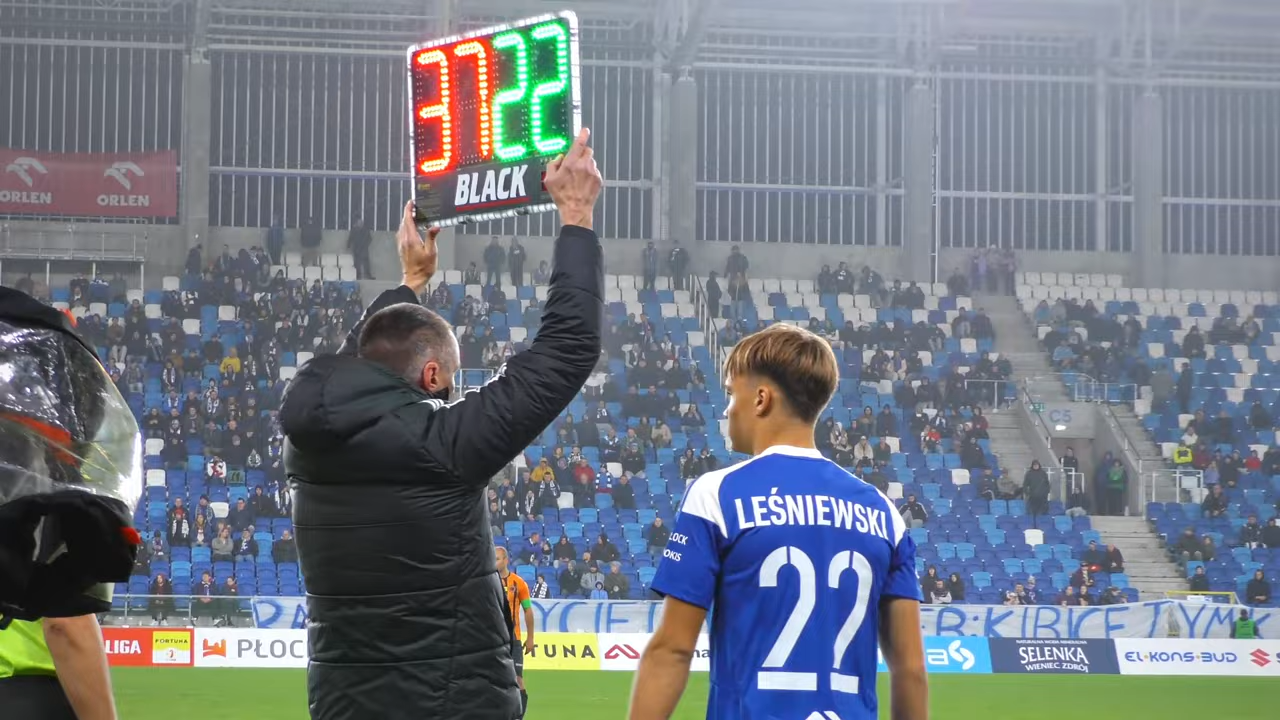 37 22
BLACK
ORLEN
ORLEN
C5
LEŚNIEWSKI
22
LIGA
FORTUNA
PŁOC
SELENKA
WIENIEC ZDRÓJ
EL-KONS-BUD